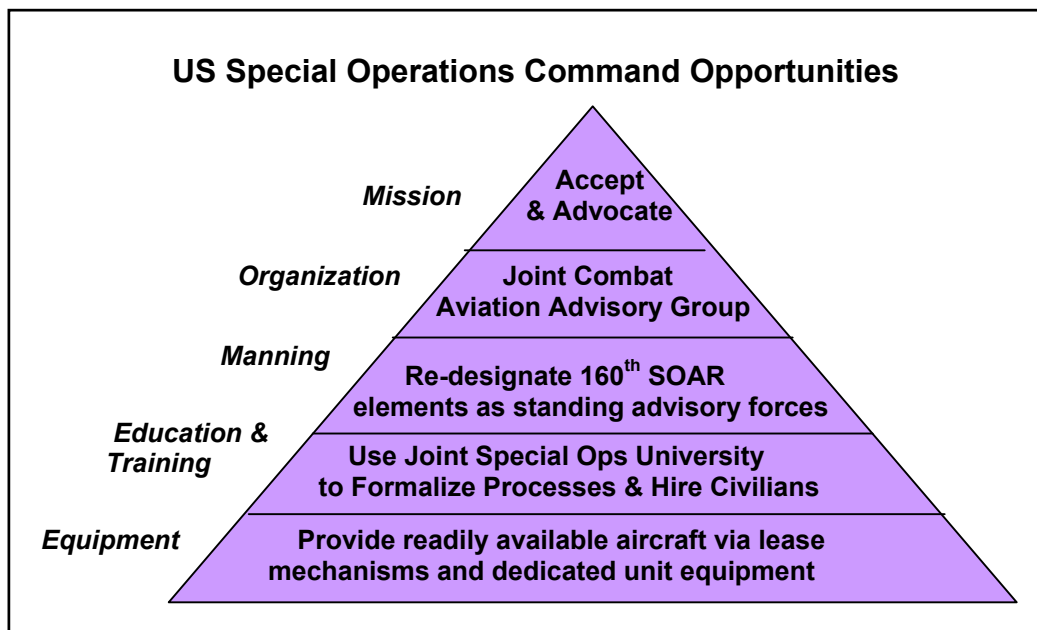 US Special Operations Command Opportunities
Mission
Accept
& Advocate
Organization
Joint Combat
Aviation Advisory Group
Manning
Re-designate 160th SOAR
elements as standing advisory forces
Education &
Training
Use Joint Special Ops University
to Formalize Processes & Hire Civilians
Equipment
Provide readily available aircraft via lease
mechanisms and dedicated unit equipment